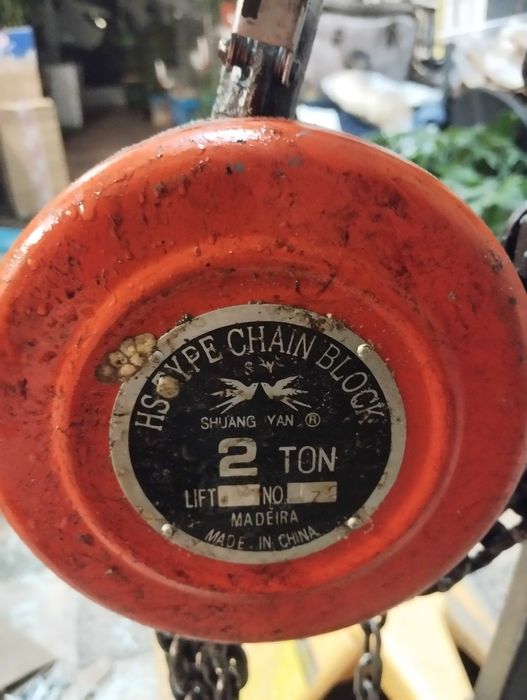 HS-TYPE CHAIN BLOCK
S Y
SHUANG YAN ®
2 TON
LIFT NO.
MADEIRA
MADE IN CHINA